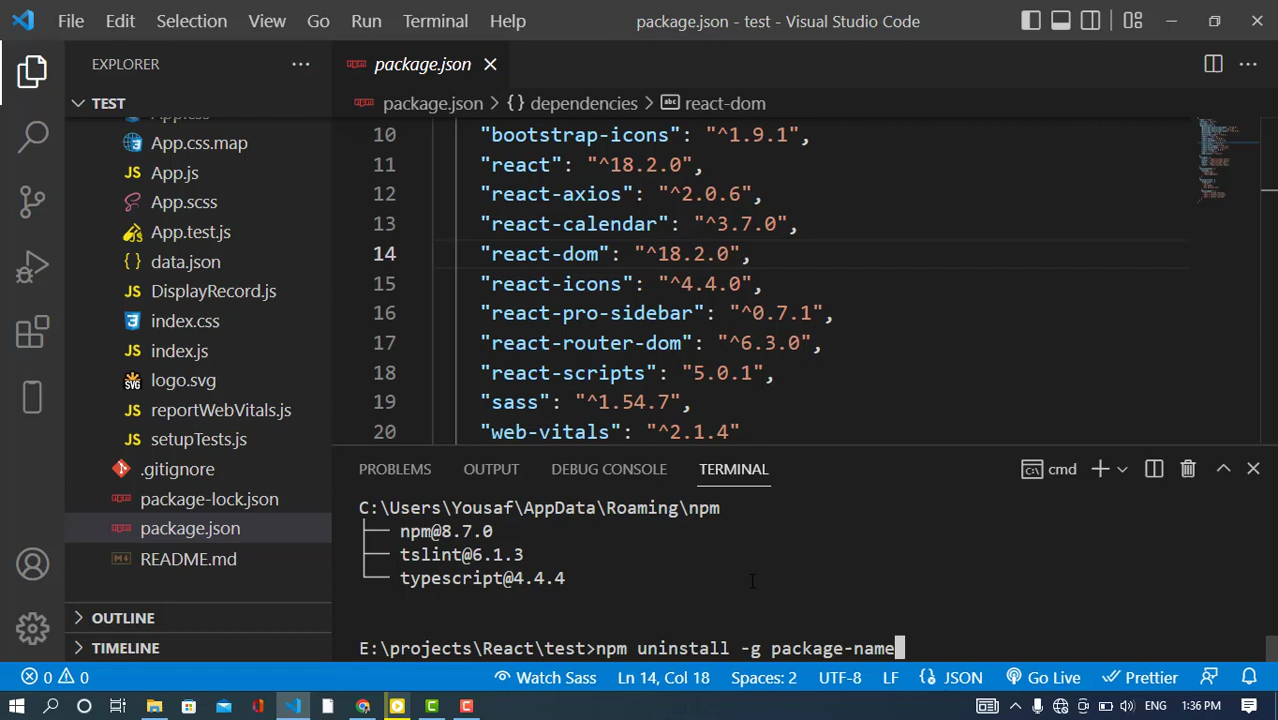 File Edit Selection View Go Run Terminal Help package.json - test - Visual Studio Code
EXPLORER
TEST
App.css
App.css.map
App.js
App.scss
App.test.js
data.json
DisplayRecord.js
index.css
index.js
logo.svg
reportWebVitals.js
setupTests.js
.gitignore
package-lock.json
package.json
README.md
OUTLINE
TIMELINE
package.json
package.json > {} dependencies > abc react-dom
10 "bootstrap-icons": "^1.9.1",
11 "react": "^18.2.0",
12 "react-axios": "^2.0.6",
13 "react-calendar": "^3.7.0",
14 "react-dom": "^18.2.0",
15 "react-icons": "^4.4.0",
16 "react-pro-sidebar": "^0.7.1",
17 "react-router-dom": "^6.3.0",
18 "react-scripts": "5.0.1",
19 "sass": "^1.54.7",
20 "web-vitals": "^2.1.4"
PROBLEMS OUTPUT DEBUG CONSOLE TERMINAL cmd
C:\Users\Yousaf\AppData\Roaming\npm
├── npm@8.7.0
├── tslint@6.1.3
└── typescript@4.4.4
E:\projects\React\test>npm uninstall -g package-name
0 0 Watch Sass Ln 14, Col 18 Spaces: 2 UTF-8 LF {} JSON Go Live Prettier
ENG 1:36 PM